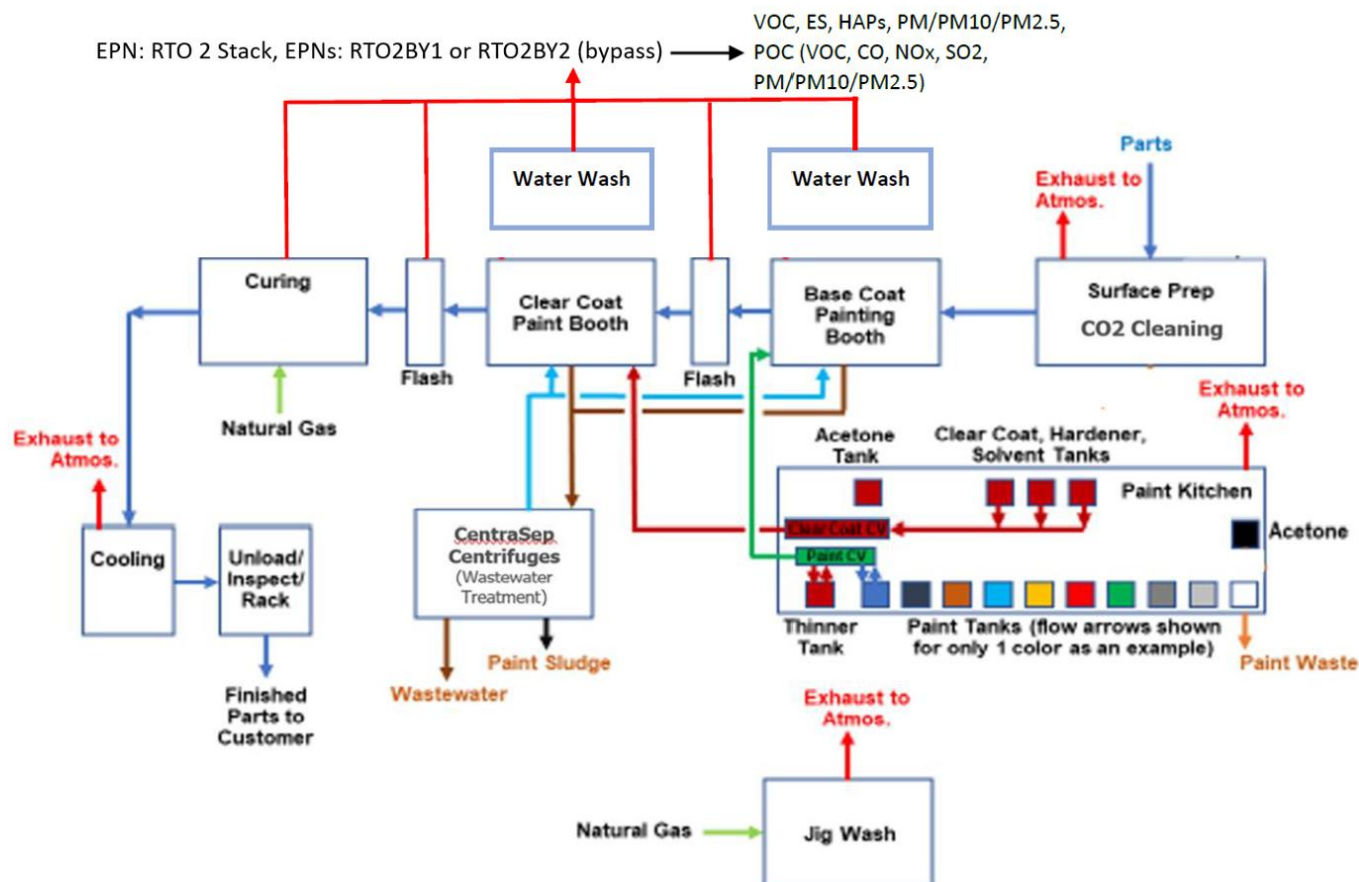 VOC, ES, HAPs, PM/PM10/PM2.5,
EPN: RTO 2 Stack, EPNs: RTO2BY1 or RTO2BY2 (bypass)
POC (VOC, CO, NOx, SO2,
PM/PM10/PM2.5)
Water Wash
Water Wash
Parts
Exhaust to
Atmos.
Curing
Flash
Clear Coat
Paint Booth
Flash
Base Coat
Painting
Booth
Surface Prep
CO2 Cleaning
Natural Gas
Exhaust to
Atmos.
Cooling
Unload/
Inspect/
Rack
Finished
Parts to
Customer
CentraSep
Centrifuges
(Wastewater
Treatment)
Wastewater
Paint Sludge
Exhaust to
Atmos.
Acetone
Tank
Clear Coat, Hardener,
Solvent Tanks
Paint Kitchen
Clear Coat CV
Paint CV
Acetone
Thinner
Tank
Paint Tanks (flow arrows shown
for only 1 color as an example)
Paint Waste
Exhaust to
Atmos.
Natural Gas
Jig Wash